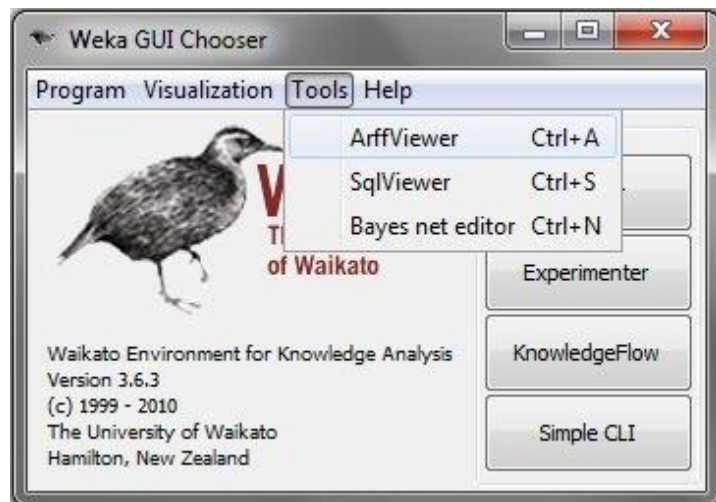 Weka GUI Chooser
Program Visualization Tools Help
ArffViewer Ctrl+A
SqlViewer Ctrl+S
Bayes net editor Ctrl+N
of Waikato
Experimenter
KnowledgeFlow
Simple CLI
Waikato Environment for Knowledge Analysis
Version 3.6.3
(c) 1999 - 2010
The University of Waikato
Hamilton, New Zealand